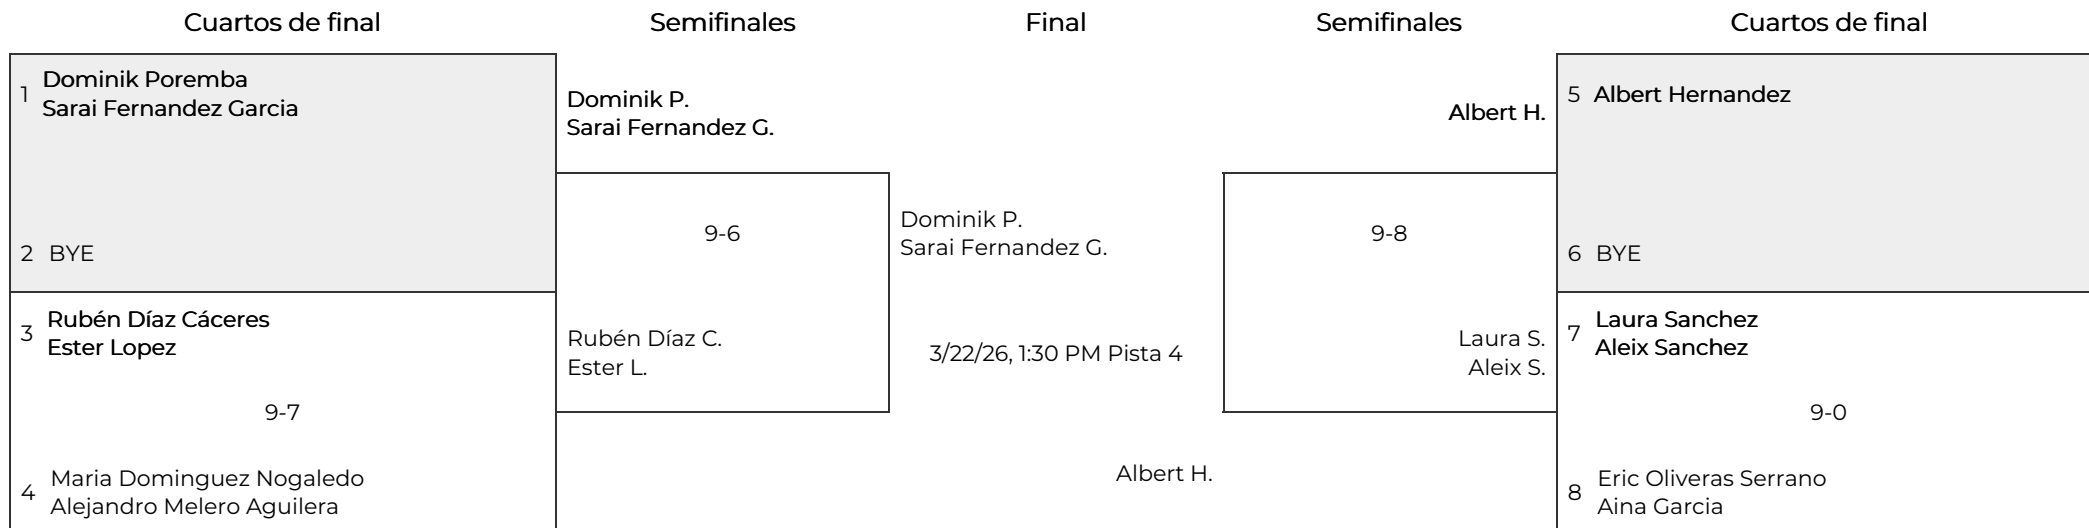 Cuartos de final
Semifinales
Final
Semifinales
Cuartos de final
1 Dominik Poremba
Sarai Fernandez Garcia
2 BYE
3 Rubén Díaz Cáceres
Ester Lopez
9-7
4 Maria Dominguez Nogaledo
Alejandro Melero Aguilera
Dominik P.
Sarai Fernandez G.
9-6
Rubén Díaz C.
Ester L.
Dominik P.
Sarai Fernandez G.
3/22/26, 1:30 PM Pista 4
Albert H.
Albert H.
9-8
Laura S.
Aleix S.
5 Albert Hernandez
6 BYE
7 Laura Sanchez
Aleix Sanchez
9-0
8 Eric Oliveras Serrano
Aina Garcia